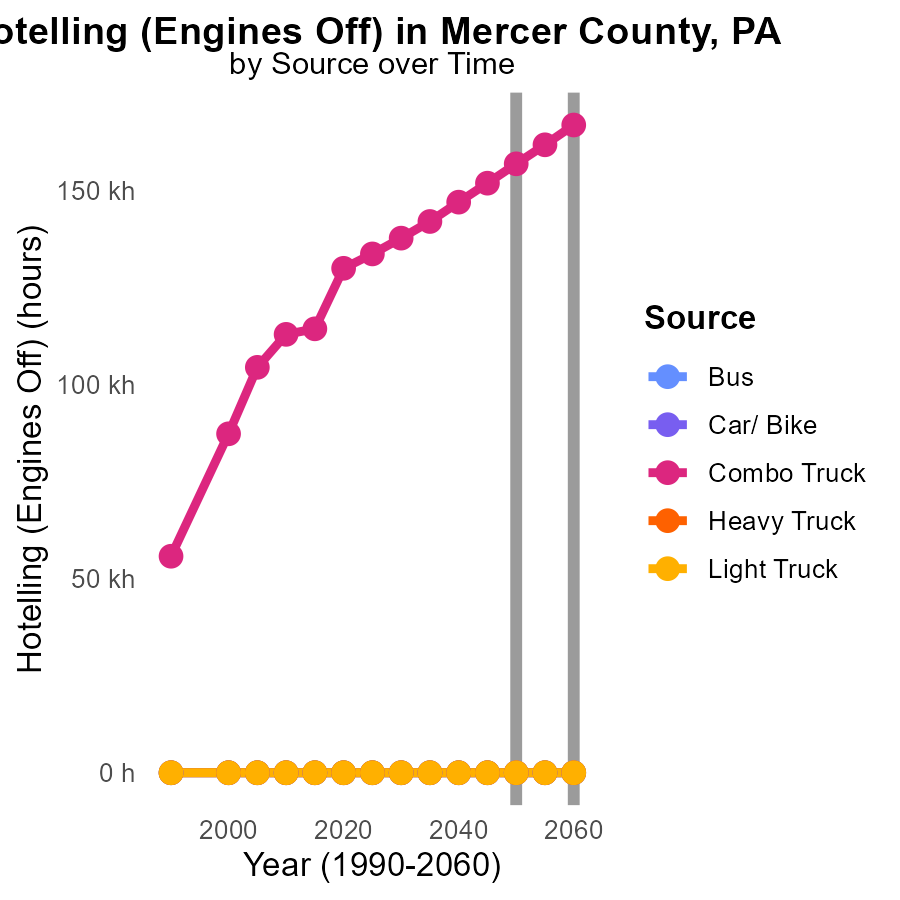 otelling (Engines Off) in Mercer County, PA
by Source over Time
Hotelling (Engines Off) (hours)
150 kh
100 kh
50 kh
0 h
2000 2020 2040 2060
Year (1990-2060)
Source
Bus
Car/ Bike
Combo Truck
Heavy Truck
Light Truck